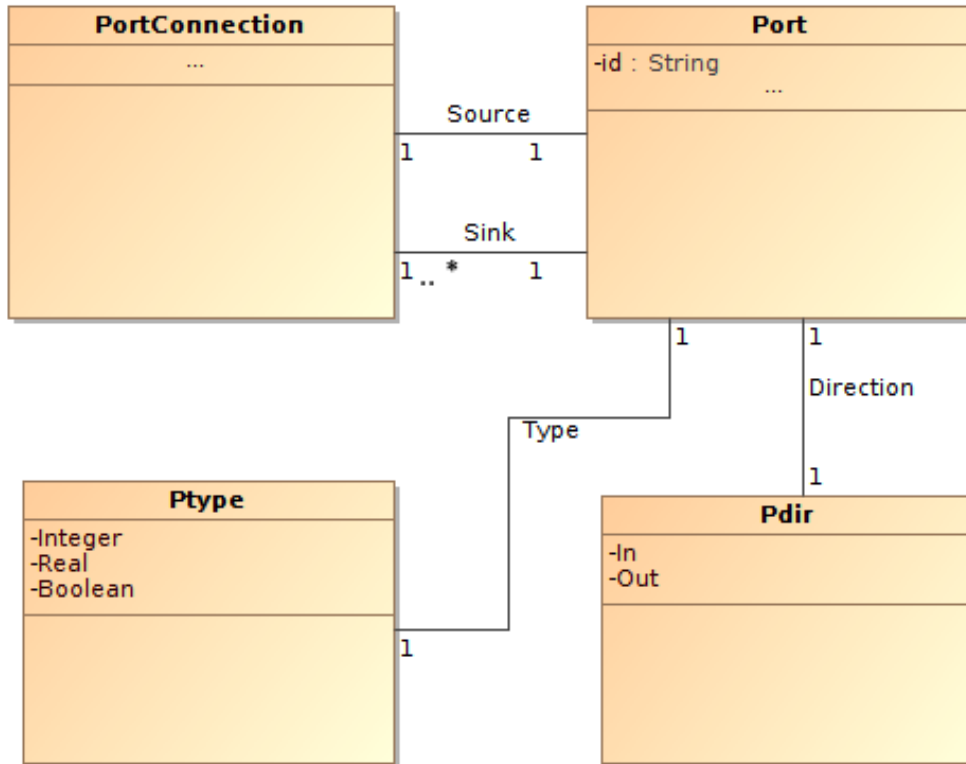 PortConnection
...
Port
-id : String
...
Source
1
1
Sink
1..*
1
1
1
Direction
Type
1
Ptype
-Integer
-Real
-Boolean
1
Pdir
-In
-Out